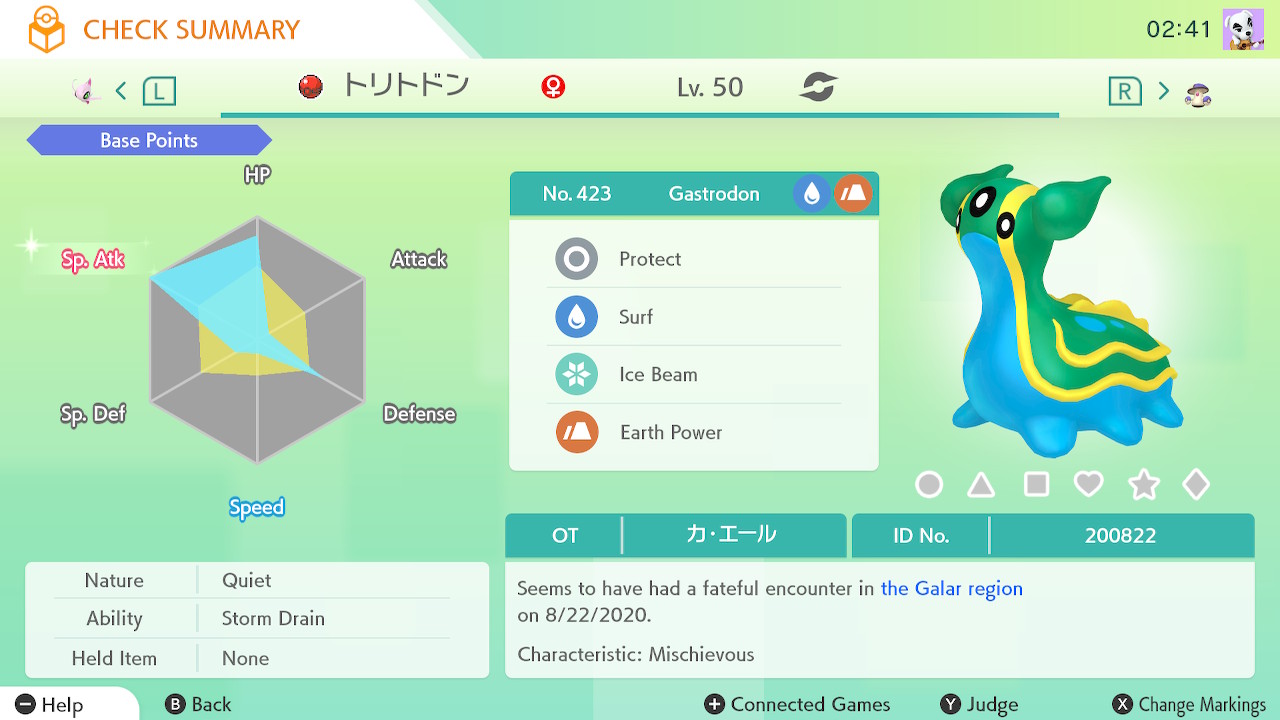 CHECK SUMMARY
02:41
L
トリトドン
Lv. 50
R
Base Points
HP
Sp. Atk
Attack
Sp. Def
Defense
Speed
No. 423 Gastrodon
Protect
Surf
Ice Beam
Earth Power
OT カ・エール ID No. 200822
Nature Quiet
Ability Storm Drain
Held Item None
Seems to have had a fateful encounter in the Galar region
on 8/22/2020.
Characteristic: Mischievous
Help
B Back
Connected Games
Y Judge
X Change Markings